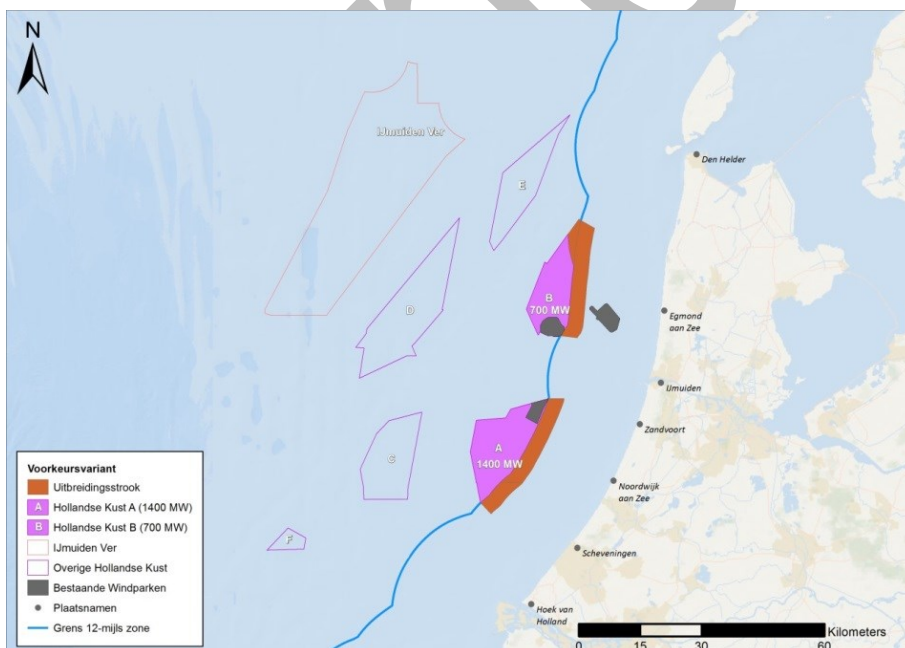 N
IJmuiden Ver
E
Den Helder
D
B
700 MW
Egmond
aan Zee
IJmuiden
Zandvoort
C
A
1400 MW
Noordwijk
aan Zee
F
Scheveningen
Hoek van
Holland
Voorkeursvariant
Uitbreidingsstrook
A Hollandse Kust A (1400 MW)
B Hollandse Kust B (700 MW)
IJmuiden Ver
Overige Hollandse Kust
Bestaande Windparken
Plaatsnamen
Grens 12-mijls zone
Kilometers
0 15 30 60